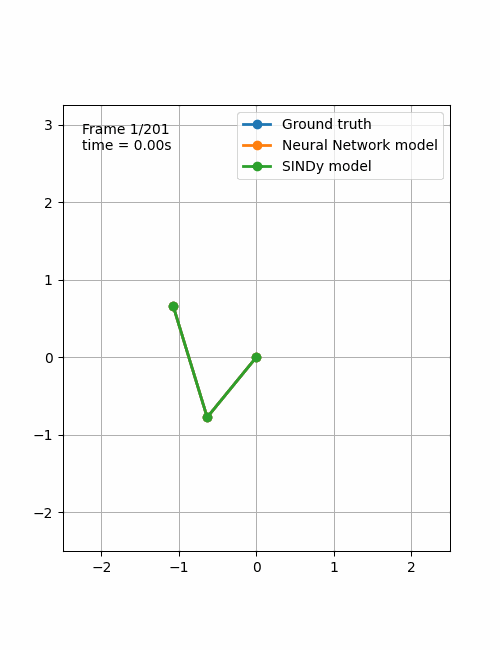 Frame 1/201
time = 0.00s
Ground truth
Neural Network model
SINDy model
3
2
1
0
−1
−2
−2
−1
0
1
2